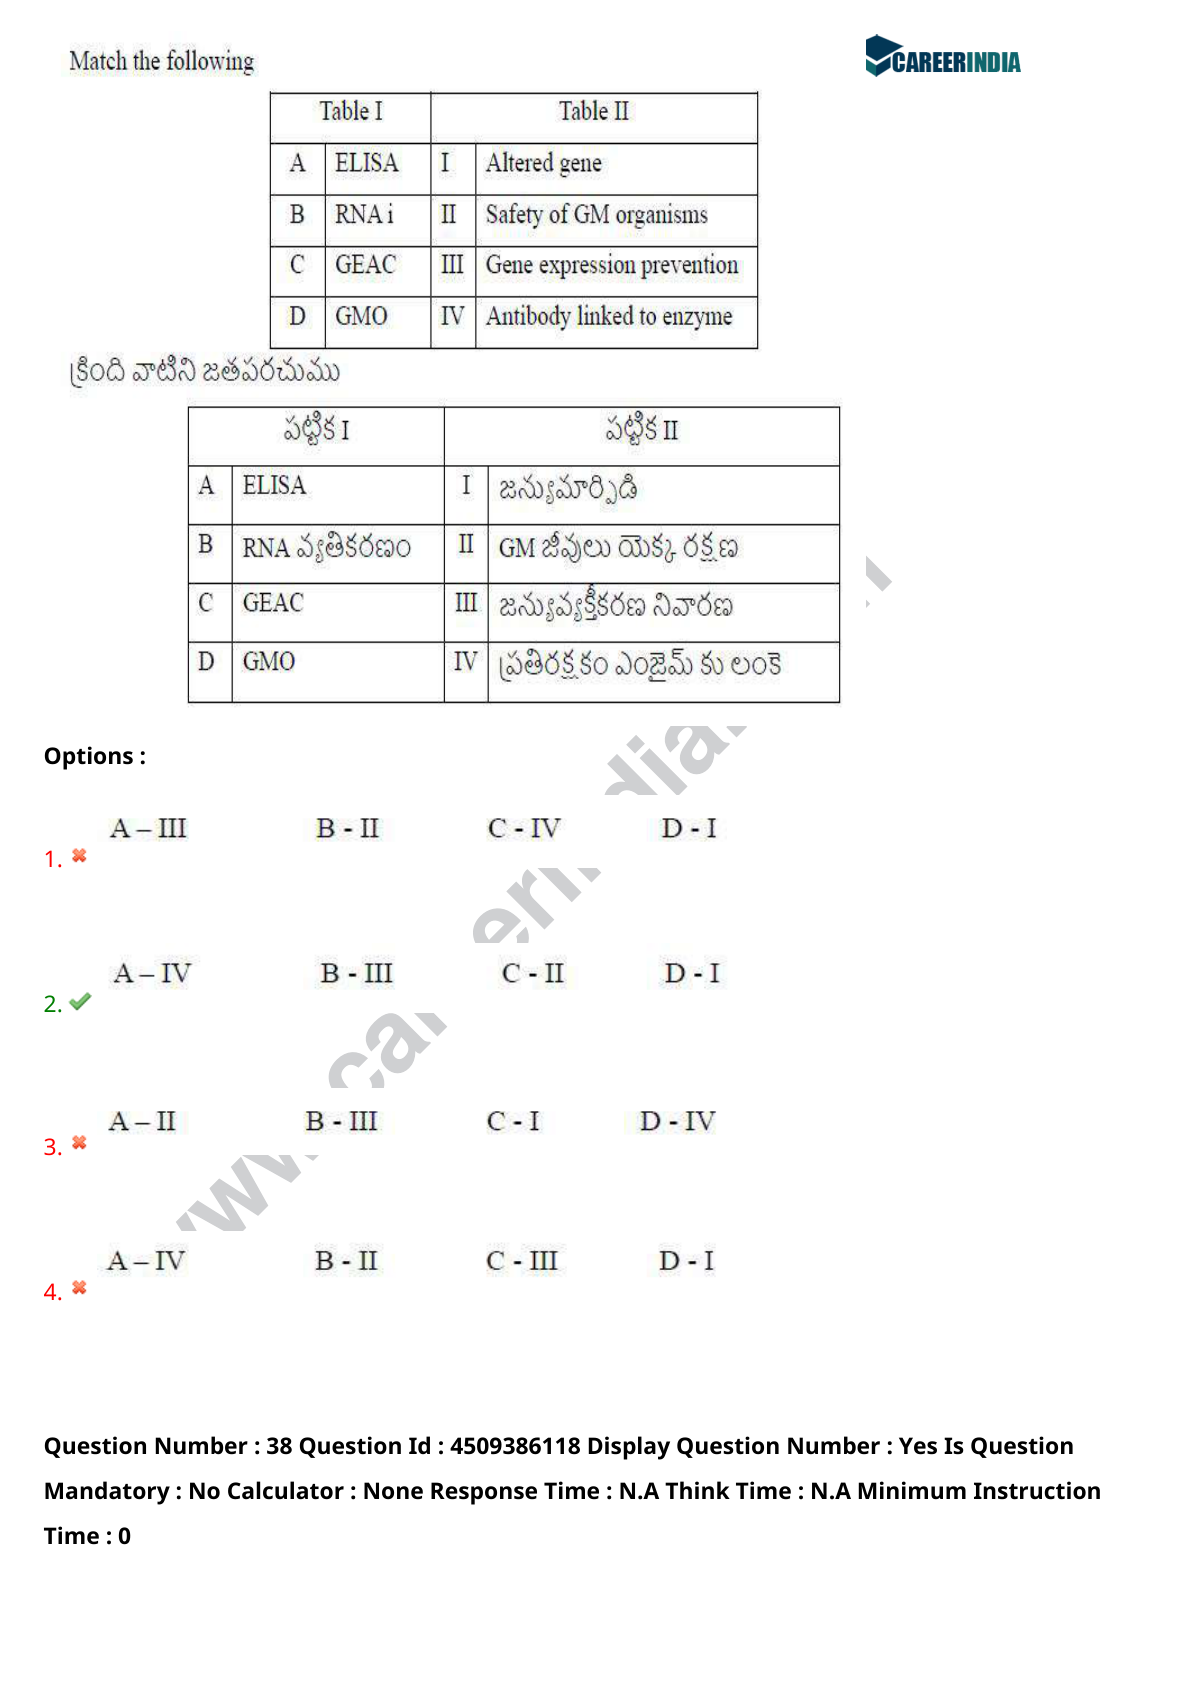 Match the following
CAREERINDIA
Table I Table II
A ELISA I Altered gene
B RNA i II Safety of GM organisms
C GEAC III Gene expression prevention
D GMO IV Antibody linked to enzyme
క్రింది వాటిని జతపరచుము
పట్టిక I పట్టిక II
A ELISA I జన్యుమార్పిడి
B RNA వ్యతికరణం II GM జీవులు యెక్క రక్షణ
C GEAC III జన్యువ్యక్తీకరణ నివారణ
D GMO IV ప్రతిరక్షకం ఎంజైమ్ కు లంకె
Options :
A – III B - II C - IV D - I
1.
A – IV B - III C - II D - I
2.
A – II B - III C - I D - IV
3.
A – IV B - II C - III D - I
4.
Question Number : 38 Question Id : 4509386118 Display Question Number : Yes Is Question
Mandatory : No Calculator : None Response Time : N.A Think Time : N.A Minimum Instruction
Time : 0